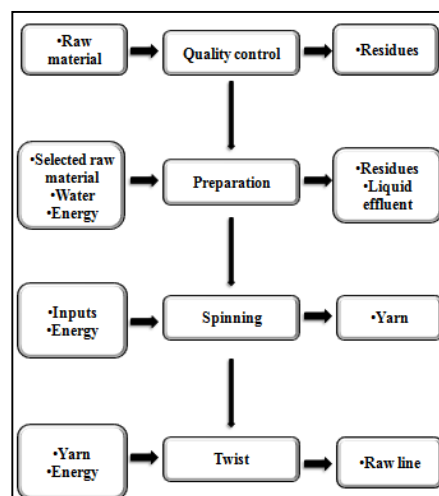 •Raw
material
Quality control
•Residues
•Selected raw
material
•Water
•Energy
Preparation
•Residues
•Liquid
effluent
•Inputs
•Energy
Spinning
•Yarn
•Yarn
•Energy
Twist
•Raw line